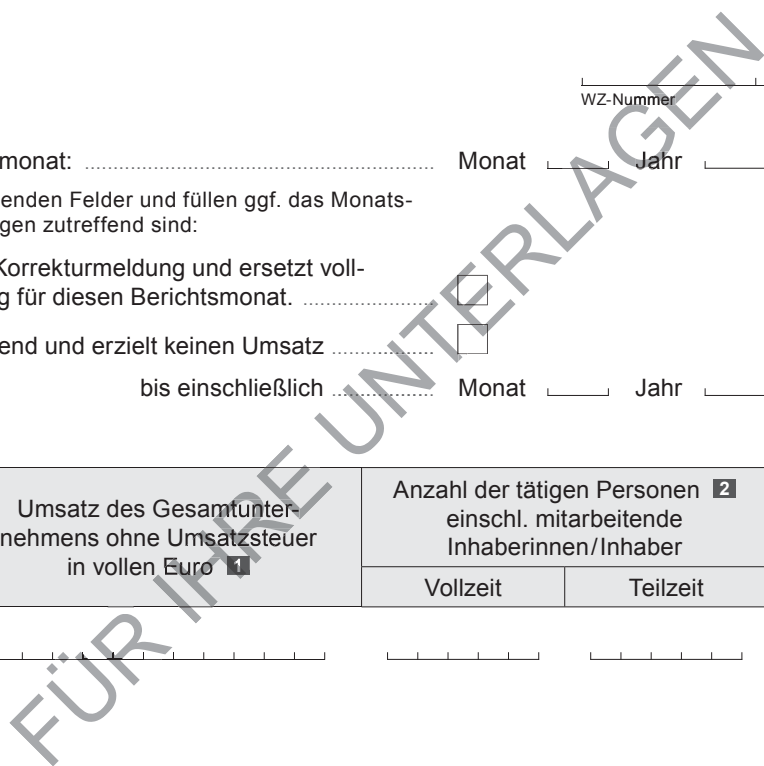 WZ-Nummer
monat: ........ Monat Jahr
enden Felder und füllen ggf. das Monats-
gen zutreffend sind:
Korrekturmeldung und ersetzt voll-
g für diesen Berichtsmonat. ........
end und erzielt keinen Umsatz ........
bis einschließlich ........ Monat Jahr
Umsatz des Gesamtunter-
nehmens ohne Umsatzsteuer
in vollen Euro 1
Anzahl der tätigen Personen 2
einschl. mitarbeitende
Inhaberinnen/Inhaber
Vollzeit Teilzeit
FÜR IHRE UNTERLAGEN